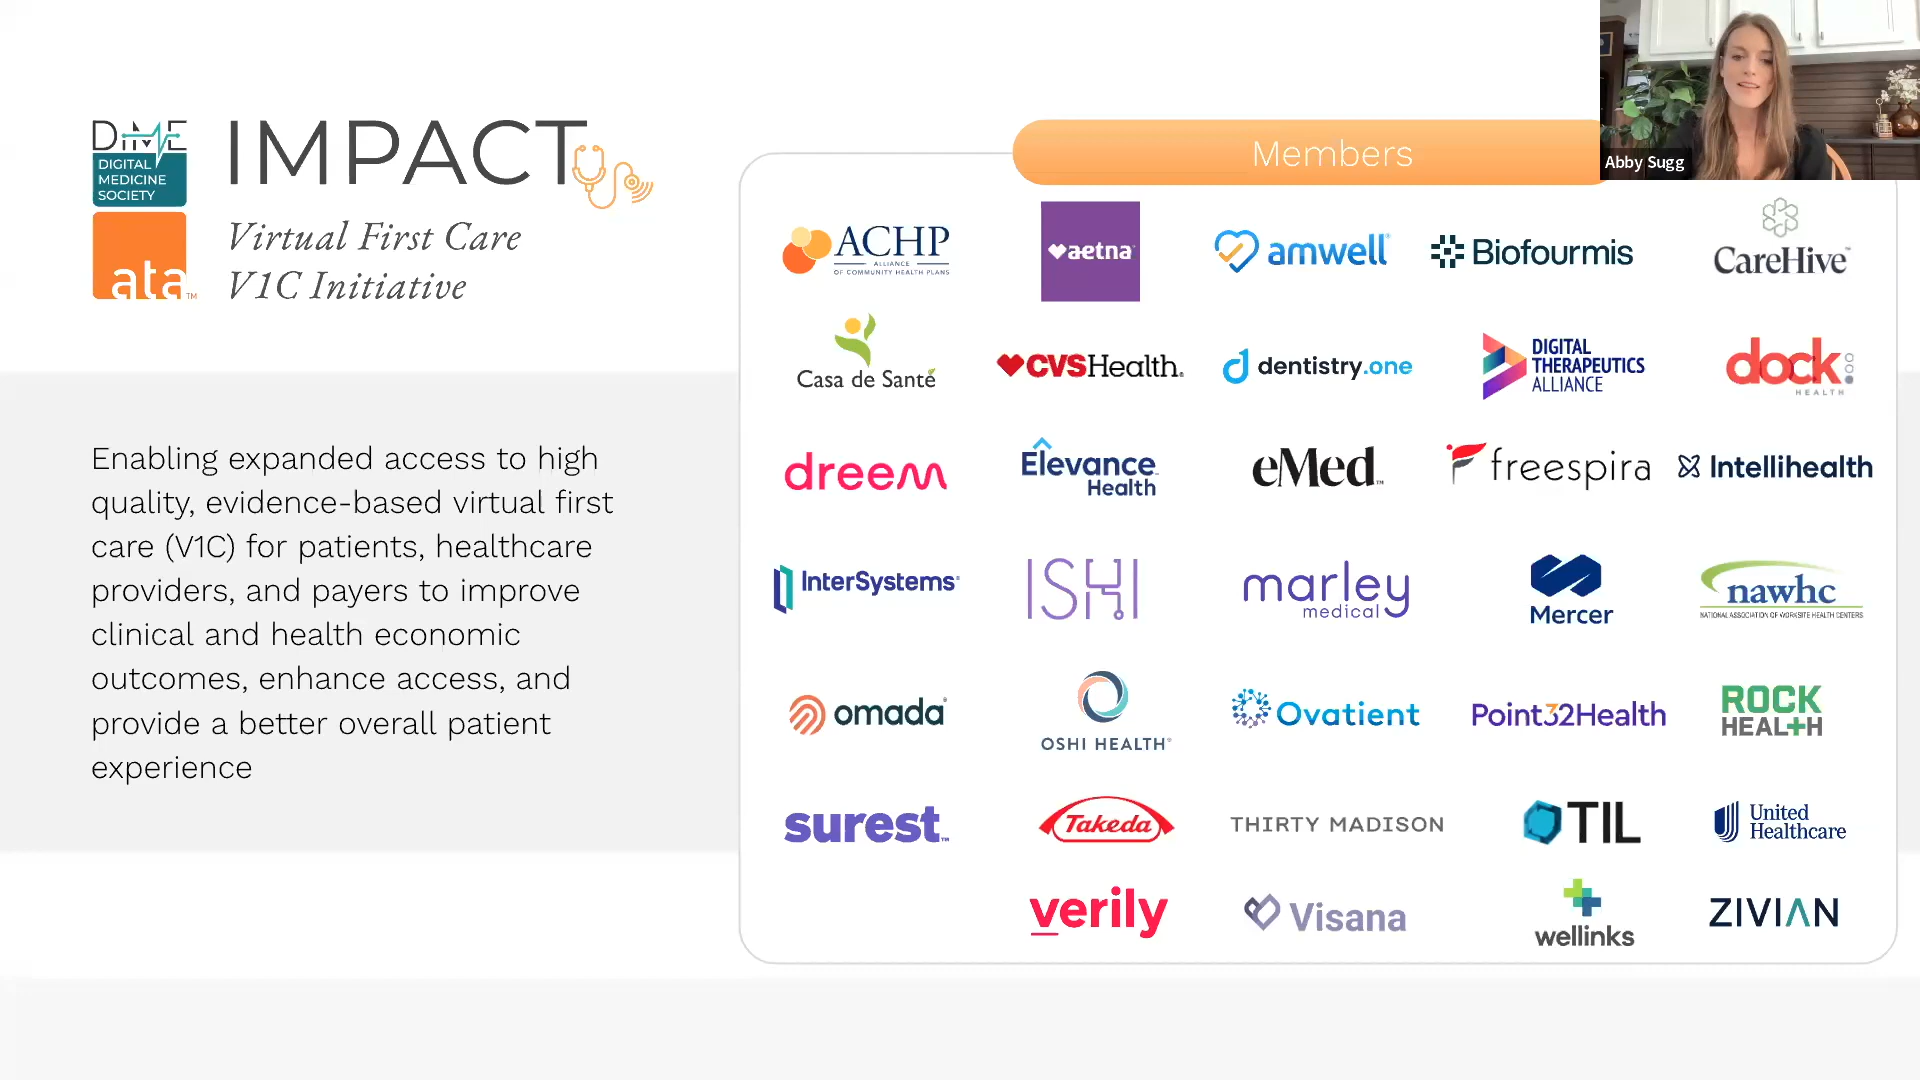 DiME
DIGITAL
MEDICINE
SOCIETY
ata™
IMPACT
Virtual First Care
V1C Initiative
Enabling expanded access to high
quality, evidence-based virtual first
care (V1C) for patients, healthcare
providers, and payers to improve
clinical and health economic
outcomes, enhance access, and
provide a better overall patient
experience
Abby Sugg
Members
ACHP
ALLIANCE
OF COMMUNITY HEALTH PLANS
aetna™
amwell®
Biofourmis
CareHive™
Casa de Santé
CVSHealth®
dentistry.one
DIGITAL
THERAPEUTICS
ALLIANCE
dock
HEALTH
dreem
Elevance
Health
eMed™
freespira
Intellihealth
InterSystems®
ISHI
marley
medical
Mercer
nawhc
NATIONAL ASSOCIATION OF WORKSITE HEALTH CENTERS
omada®
OSHI HEALTH®
Ovatient
Point32Health
ROCK
HEALTH
surest™
Takeda
THIRTY MADISON
TIL
United
Healthcare
verily
Visana
wellinks
ZIVIAN